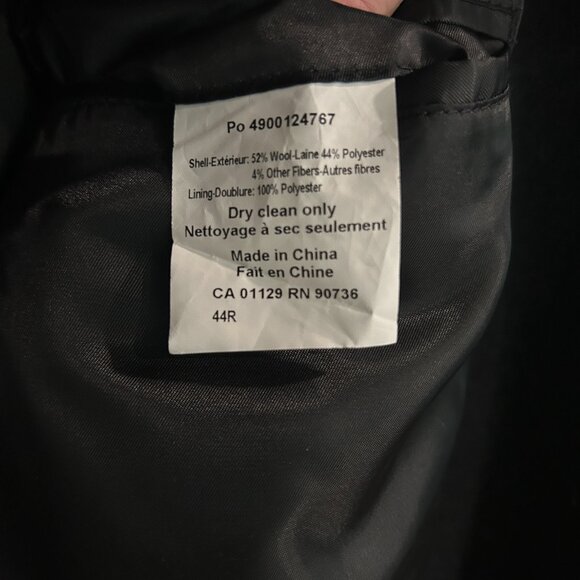 Po 4900124767
Shell-Extérieur: 52% Wool-Laine 44% Polyester
4% Other Fibers-Autres fibres
Lining-Doublure: 100% Polyester
Dry clean only
Nettoyage à sec seulement
Made in China
Fait en Chine
CA 01129 RN 90736
44R